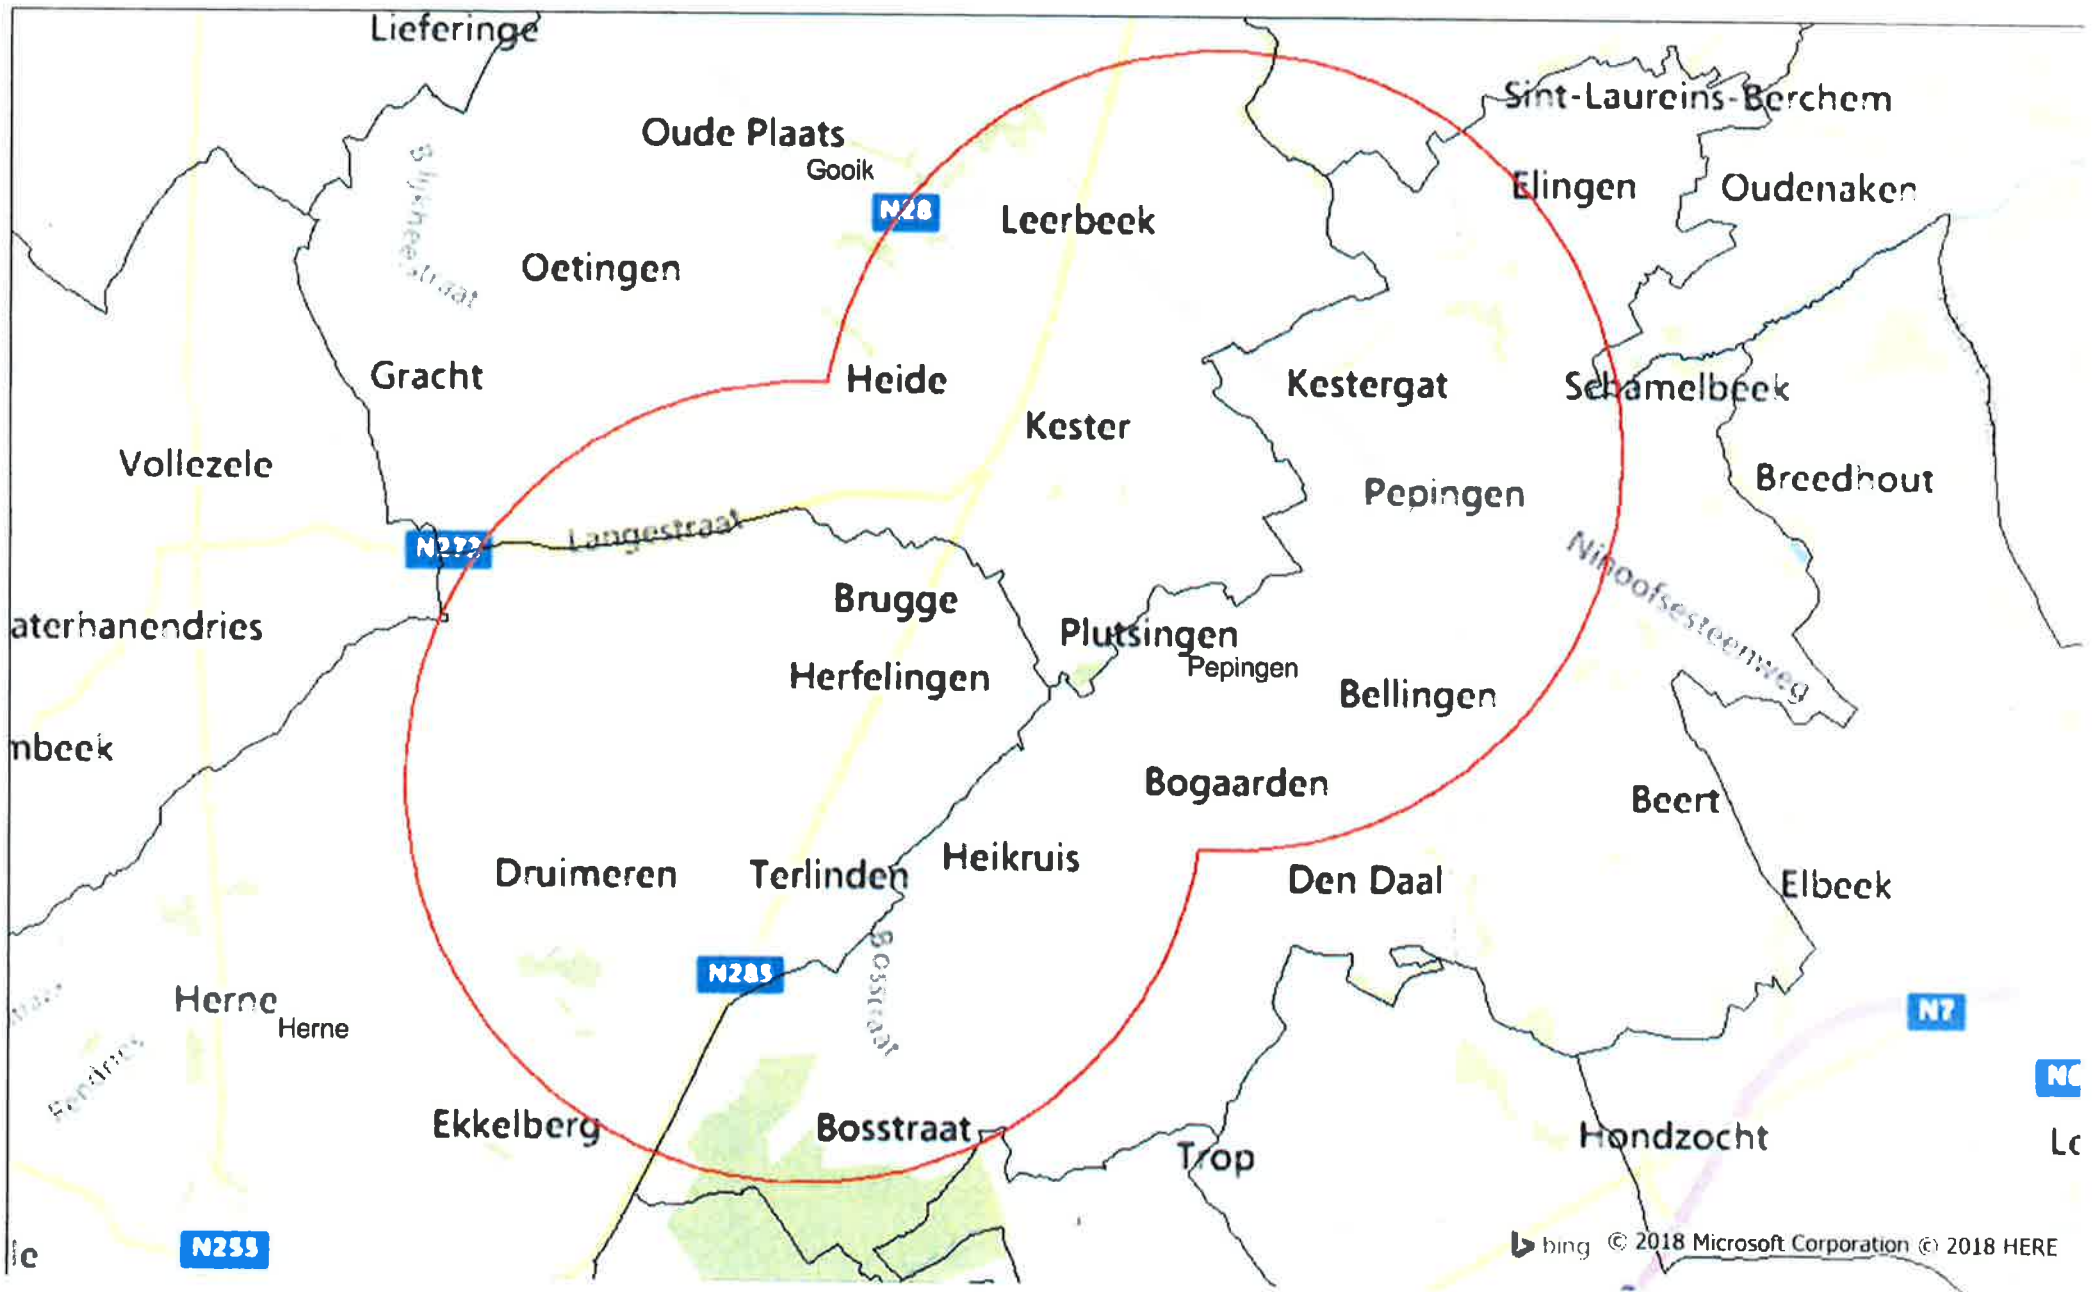 Lieferinge
Sint-Laureins-Berchem
Oude Plaats
Gooik
Elingen
Oudenaken
N28
Leerbeek
Oetingen
Gracht
Heide
Kestergat
Schamelbeek
Kester
Vollezele
Breedhout
Pepingen
Langestraat
N272
Ninoofsesteenweg
Brugge
aterhanendries
Plutsingen
Pepingen
Herfelingen
Bellingen
nbeek
Bogaarden
Beert
Druimeren
Terlinden
Heikruis
Den Daal
Elbeek
N285
Bosstraat
Herne
Herne
N7
Ekkelberg
Bosstraat
Hondzocht
Trop
N255
bing © 2018 Microsoft Corporation © 2018 HERE